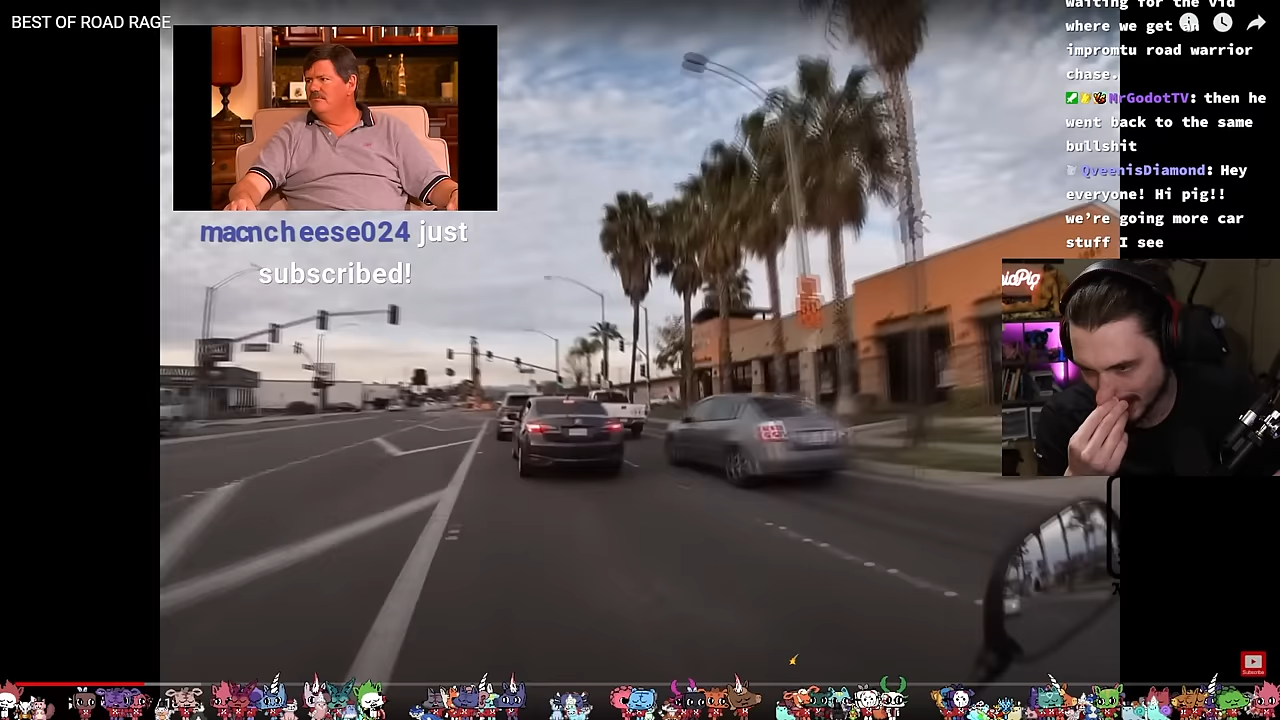 BEST OF ROAD RAGE
waiting for the vid
where we get an
impromtu road warrior
chase.
MrGodotTV: then he
went back to the same
bullshit
QveenisDiamond: Hey
everyone! Hi pig!!
we're going more car
stuff I see
macncheese024 just
subscribed!
Subscribe